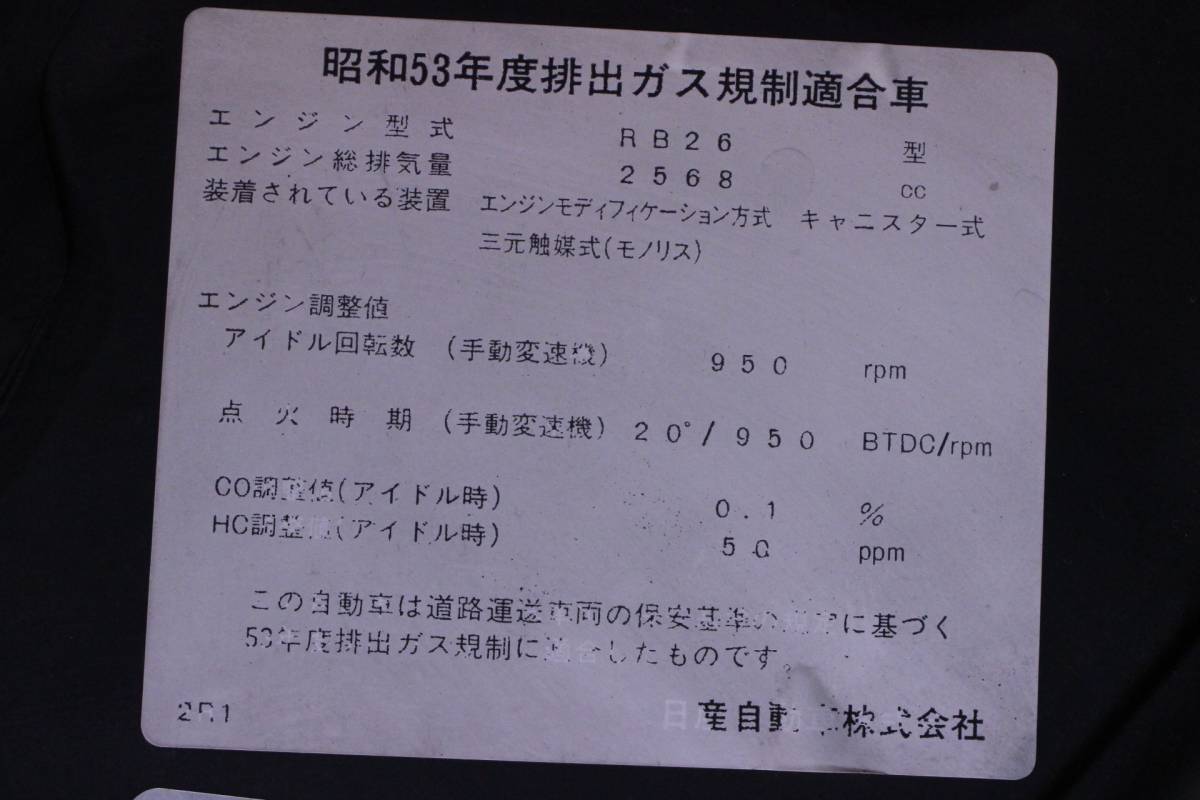 昭和53年度排出ガス規制適合車
エンジン型式 RB26 型
エンジン総排気量 2568 cc
装着されている装置 エンジンモディフィケーション方式 キャニスター式
三元触媒式(モノリス)
エンジン調整値
アイドル回転数 (手動変速機) 950 rpm
点火時期 (手動変速機) 20°/950 BTDC/rpm
CO調整値(アイドル時) 0.1 %
HC調整値(アイドル時) 50 ppm
この自動車は道路運送車両の保安基準の規定に基づく
53年度排出ガス規制に適合したものです。
2R1 日産自動車株式会社